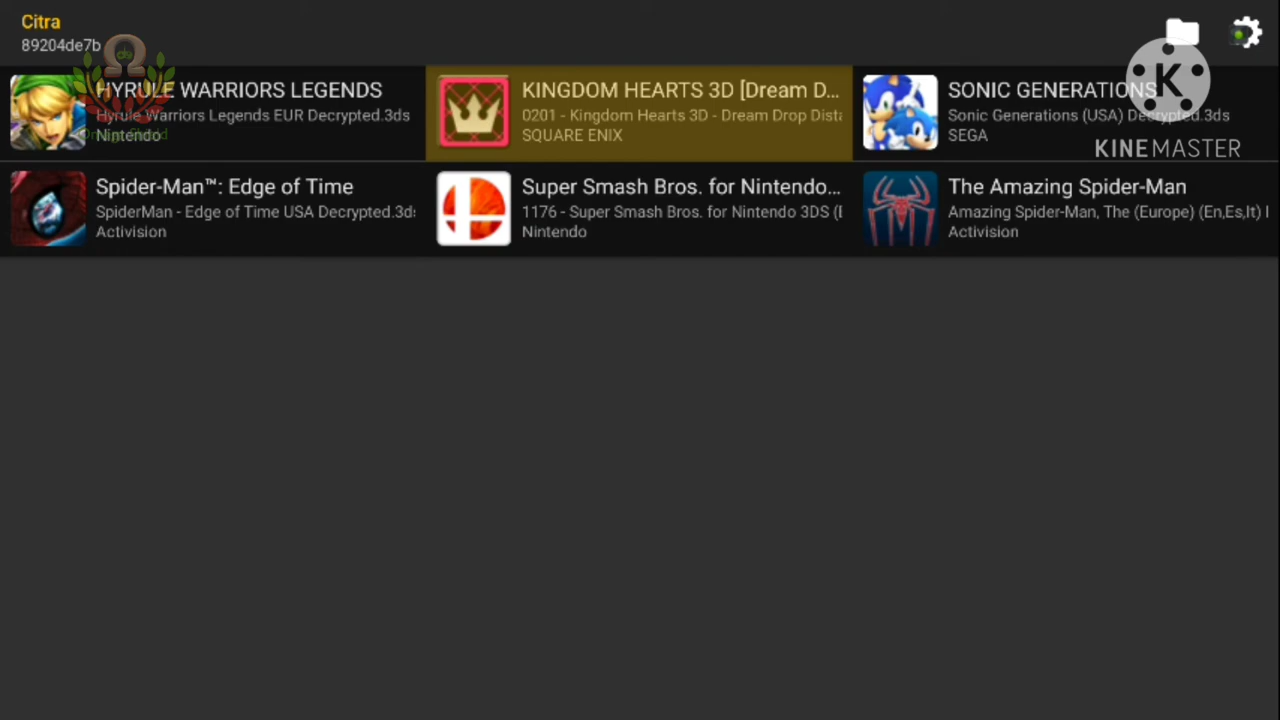 Citra
89204de7b
HYRULE WARRIORS LEGENDS
Hyrule Warriors Legends EUR Decrypted.3ds
Nintendo
KINGDOM HEARTS 3D [Dream D...
0201 - Kingdom Hearts 3D - Dream Drop Dista
SQUARE ENIX
SONIC GENERATIONS
Sonic Generations (USA) Decrypted.3ds
SEGA
K
KINEMASTER
Spider-Man™: Edge of Time
SpiderMan - Edge of Time USA Decrypted.3d
Activision
Super Smash Bros. for Nintendo...
1176 - Super Smash Bros. for Nintendo 3DS
Nintendo
The Amazing Spider-Man
Amazing Spider-Man, The (Europe) (En,Es,It)
Activision